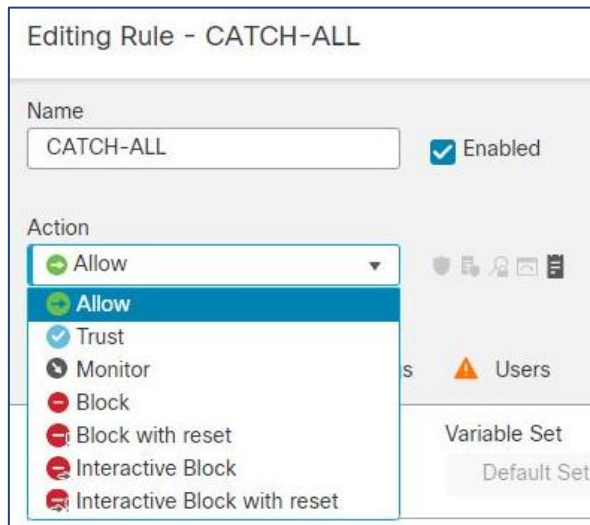 Editing Rule - CATCH-ALL
Name
CATCH-ALL
Enabled
Action
Allow
Allow
Trust
Monitor
s
Users
Block
Block with reset
Variable Set
Interactive Block
Default Set
Interactive Block with reset